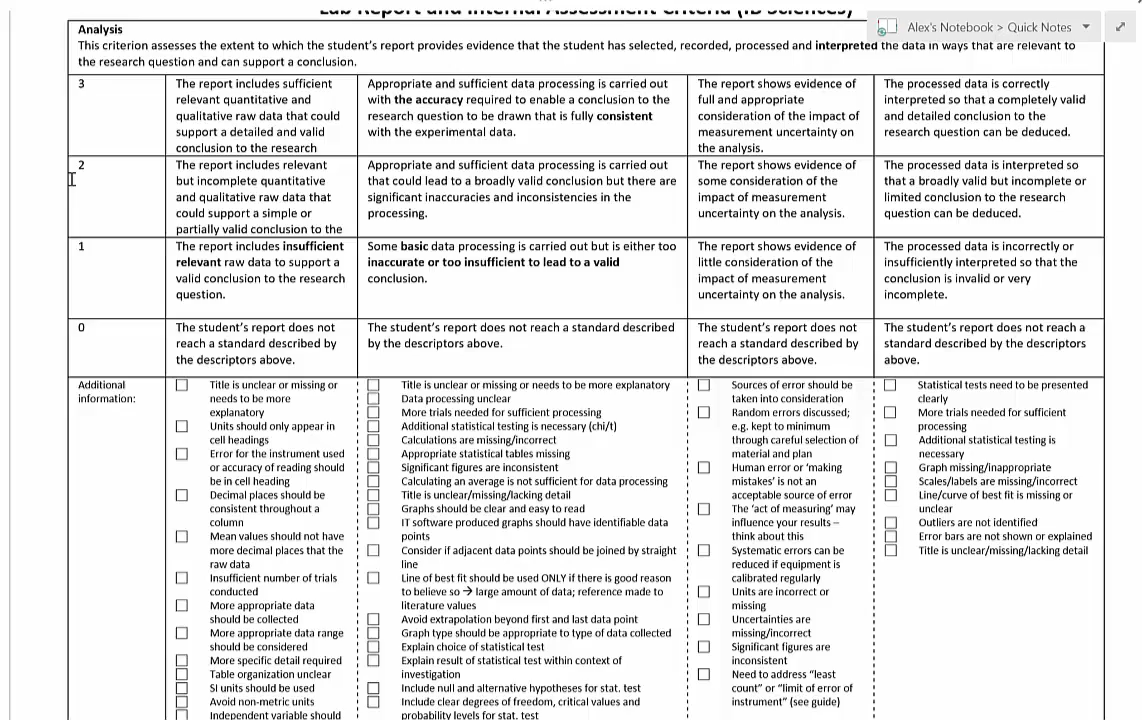 Lab Report and Internal Assessment Criteria (IB Sciences)
Alex's Notebook > Quick Notes
Analysis
This criterion assesses the extent to which the student's report provides evidence that the student has selected, recorded, processed and interpreted the data in ways that are relevant to
the research question and can support a conclusion.
3
The report includes sufficient
relevant quantitative and
qualitative raw data that could
support a detailed and valid
conclusion to the research
Appropriate and sufficient data processing is carried out
with the accuracy required to enable a conclusion to the
research question to be drawn that is fully consistent
with the experimental data.
The report shows evidence of
full and appropriate
consideration of the impact of
measurement uncertainty on
the analysis.
The processed data is correctly
interpreted so that a completely valid
and detailed conclusion to the
research question can be deduced.
2
The report includes relevant
but incomplete quantitative
and qualitative raw data that
could support a simple or
partially valid conclusion to the
Appropriate and sufficient data processing is carried out
that could lead to a broadly valid conclusion but there are
significant inaccuracies and inconsistencies in the
processing.
The report shows evidence of
some consideration of the
impact of measurement
uncertainty on the analysis.
The processed data is interpreted so
that a broadly valid but incomplete or
limited conclusion to the research
question can be deduced.
1
The report includes insufficient
relevant raw data to support a
valid conclusion to the research
question.
Some basic data processing is carried out but is either too
inaccurate or too insufficient to lead to a valid
conclusion.
The report shows evidence of
little consideration of the
impact of measurement
uncertainty on the analysis.
The processed data is incorrectly or
insufficiently interpreted so that the
conclusion is invalid or very
incomplete.
0
The student's report does not
reach a standard described by
the descriptors above.
The student's report does not reach a standard described
by the descriptors above.
The student's report does not
reach a standard described by
the descriptors above.
The student's report does not reach a
standard described by the descriptors
above.
Additional
information:
Title is unclear or missing or
needs to be more
explanatory
Units should only appear in
cell headings
Error for the instrument used
or accuracy of reading should
be in cell heading
Decimal places should be
consistent throughout a
column
Mean values should not have
more decimal places that the
raw data
Insufficient number of trials
conducted
More appropriate data
should be collected
More appropriate data range
should be considered
More specific detail required
Table organization unclear
SI units should be used
Avoid non-metric units
Independent variable should
Title is unclear or missing or needs to be more explanatory
Data processing unclear
More trials needed for sufficient processing
Additional statistical testing is necessary (chi/t)
Calculations are missing/incorrect
Appropriate statistical tables missing
Significant figures are inconsistent
Calculating an average is not sufficient for data processing
Title is unclear/missing/lacking detail
Graphs should be clear and easy to read
IT software produced graphs should have identifiable data
points
Consider if adjacent data points should be joined by straight
line
Line of best fit should be used ONLY if there is good reason
to believe so → large amount of data; reference made to
literature values
Avoid extrapolation beyond first and last data point
Graph type should be appropriate to type of data collected
Explain choice of statistical test
Explain result of statistical test within context of
investigation
Include null and alternative hypotheses for stat. test
Include clear degrees of freedom, critical values and
probability levels for stat. test
Sources of error should be
taken into consideration
Random errors discussed;
e.g. kept to minimum
through careful selection of
material and plan
Human error or 'making
mistakes' is not an
acceptable source of error
The 'act of measuring' may
influence your results –
think about this
Systematic errors can be
reduced if equipment is
calibrated regularly
Units are incorrect or
missing
Uncertainties are
missing/incorrect
Significant figures are
inconsistent
Need to address "least
count" or "limit of error of
instrument" (see guide)
Statistical tests need to be presented
clearly
More trials needed for sufficient
processing
Additional statistical testing is
necessary
Graph missing/inappropriate
Scales/labels are missing/incorrect
Line/curve of best fit is missing or
unclear
Outliers are not identified
Error bars are not shown or explained
Title is unclear/missing/lacking detail